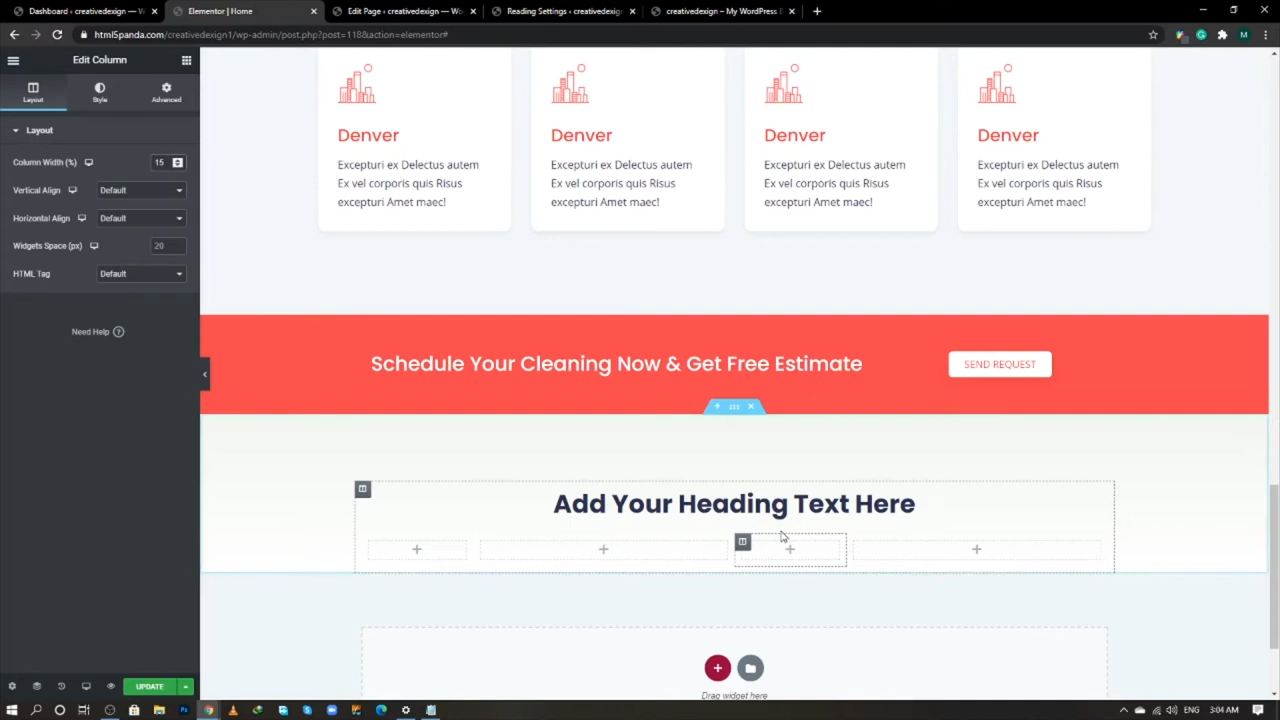 Dashboard ‹ creativedesign — W
Elementor | Home
Edit Page ‹ creativedesign — Wo
Reading Settings ‹ creativedesign
creativedesign – My WordPress B
html5panda.com/creativedesign1/wp-admin/post.php?post=118&action=elementor#
M
Edit Column
Layout
Style
Advanced
Layout
Column Width (%)
15
Vertical Align
Default
Horizontal Align
Default
Widgets Space (px)
20
HTML Tag
Default
Need Help
UPDATE
Denver
Denver
Denver
Denver
Excepturi ex Delectus autem
Ex vel corporis quis Risus
excepturi Amet maec!
Excepturi ex Delectus autem
Ex vel corporis quis Risus
excepturi Amet maec!
Excepturi ex Delectus autem
Ex vel corporis quis Risus
excepturi Amet maec!
Excepturi ex Delectus autem
Ex vel corporis quis Risus
excepturi Amet maec!
Schedule Your Cleaning Now & Get Free Estimate
SEND REQUEST
Add Your Heading Text Here
Drag widget here
ENG
3:04 AM